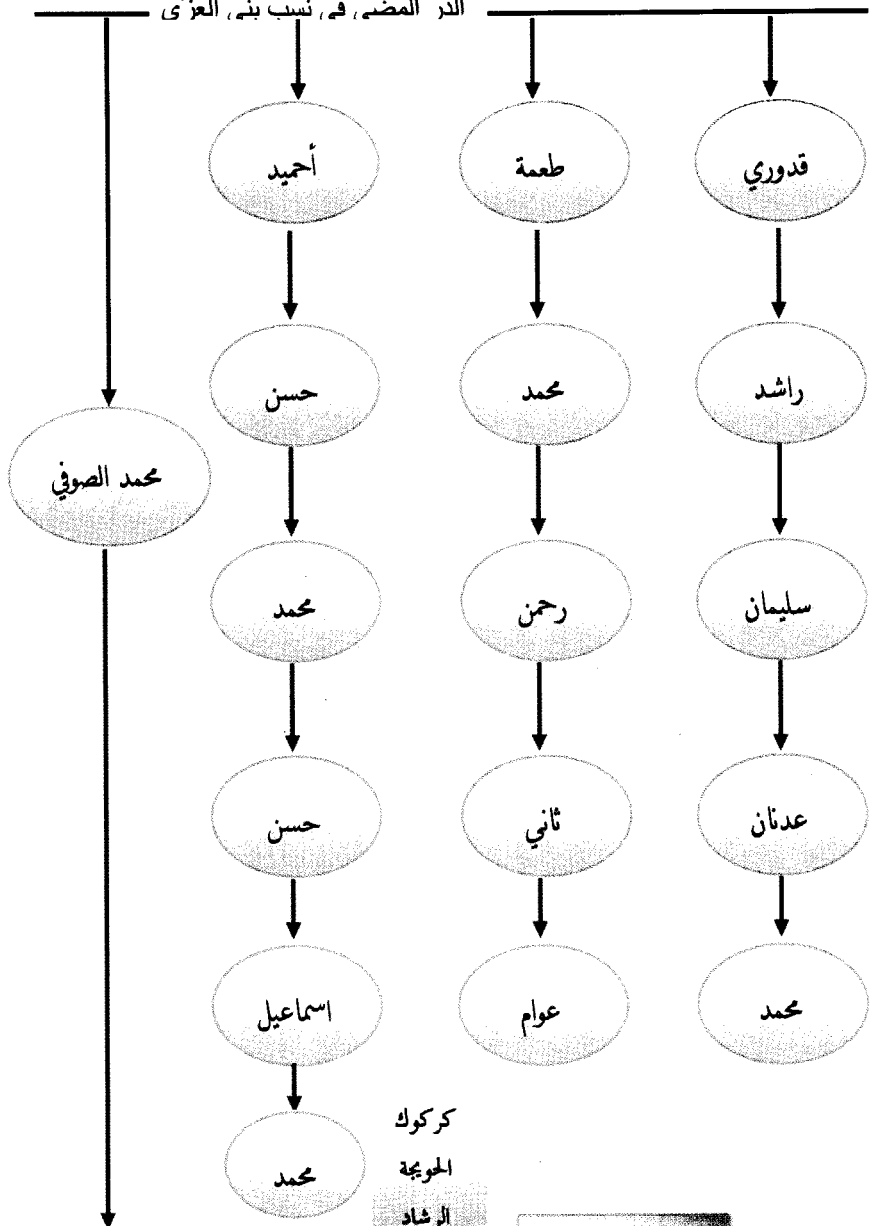 الدر المضي في نسب بني العزي
قدوري
طعمة
أحميد
راشد
محمد
حسن
محمد الصوفي
سليمان
رحمن
محمد
عدنان
ثاني
حسن
محمد
عوام
اسماعيل
محمد
كركوك
الحويجة
الرشاد